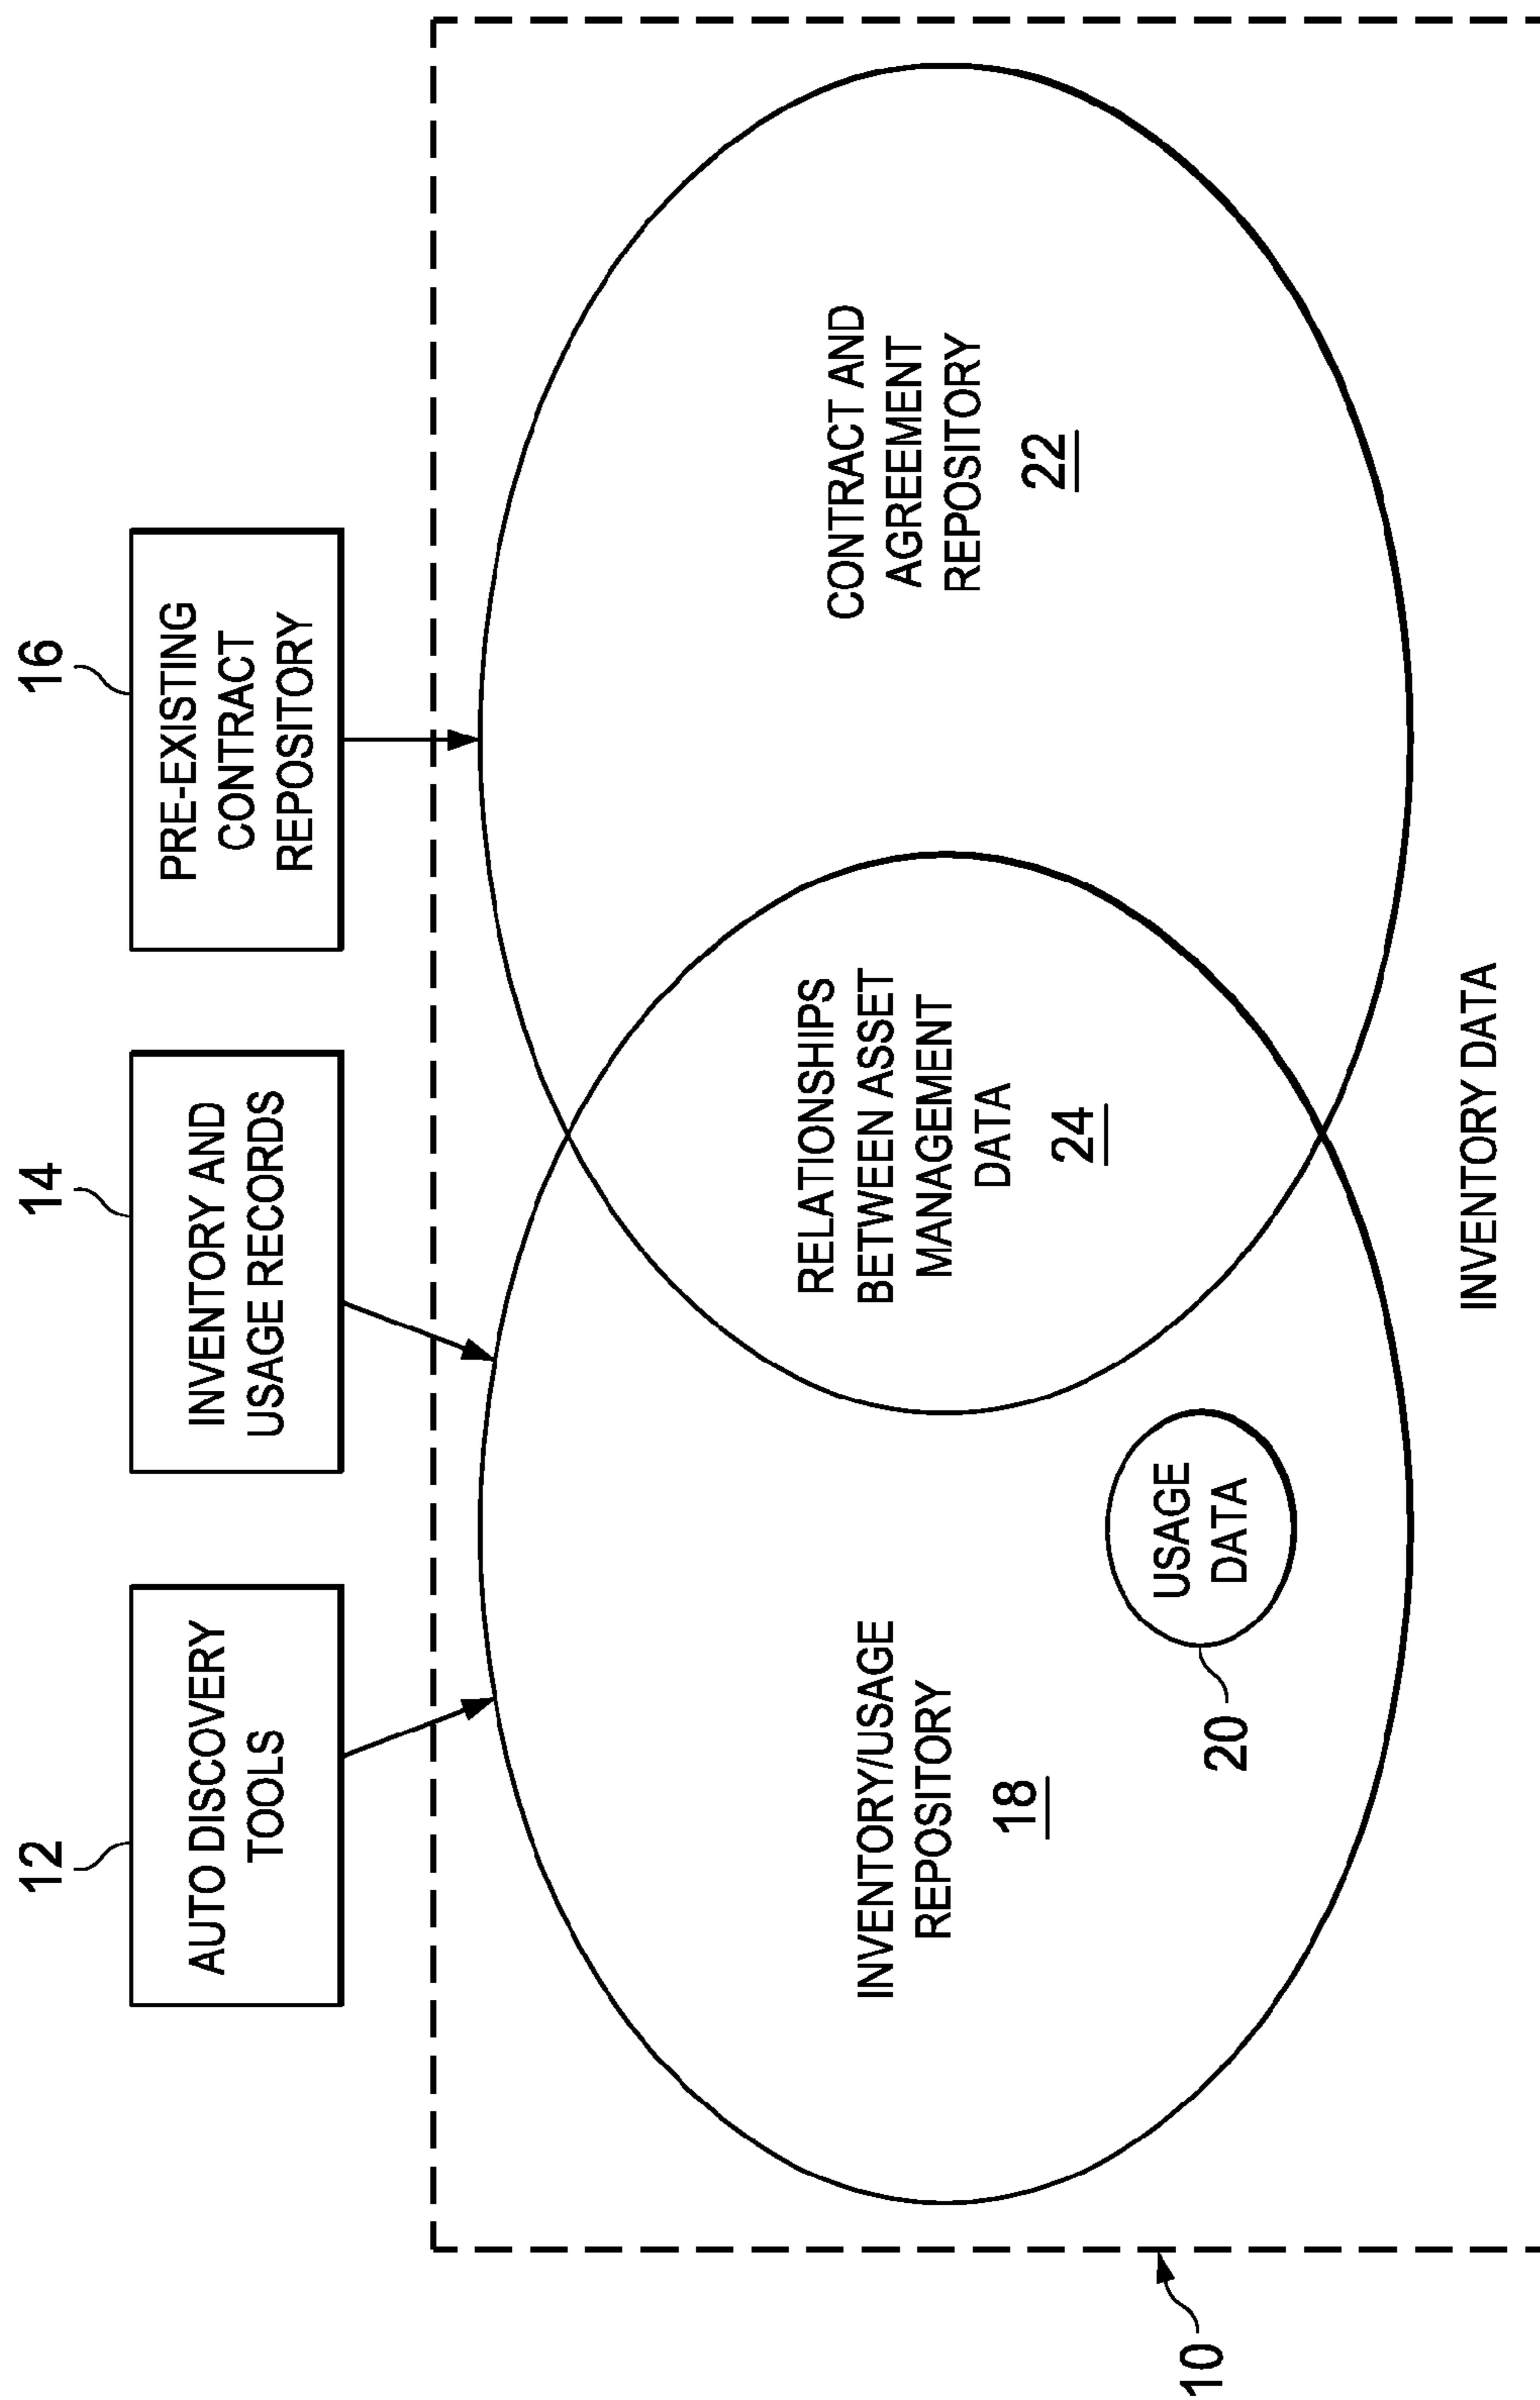 12
AUTO DISCOVERY
TOOLS
14
INVENTORY AND
USAGE RECORDS
16
PRE-EXISTING
CONTRACT
REPOSITORY
10
INVENTORY/USAGE
REPOSITORY
18
20
USAGE
DATA
RELATIONSHIPS
BETWEEN ASSET
MANAGEMENT
DATA
24
CONTRACT AND
AGREEMENT
REPOSITORY
22
INVENTORY DATA